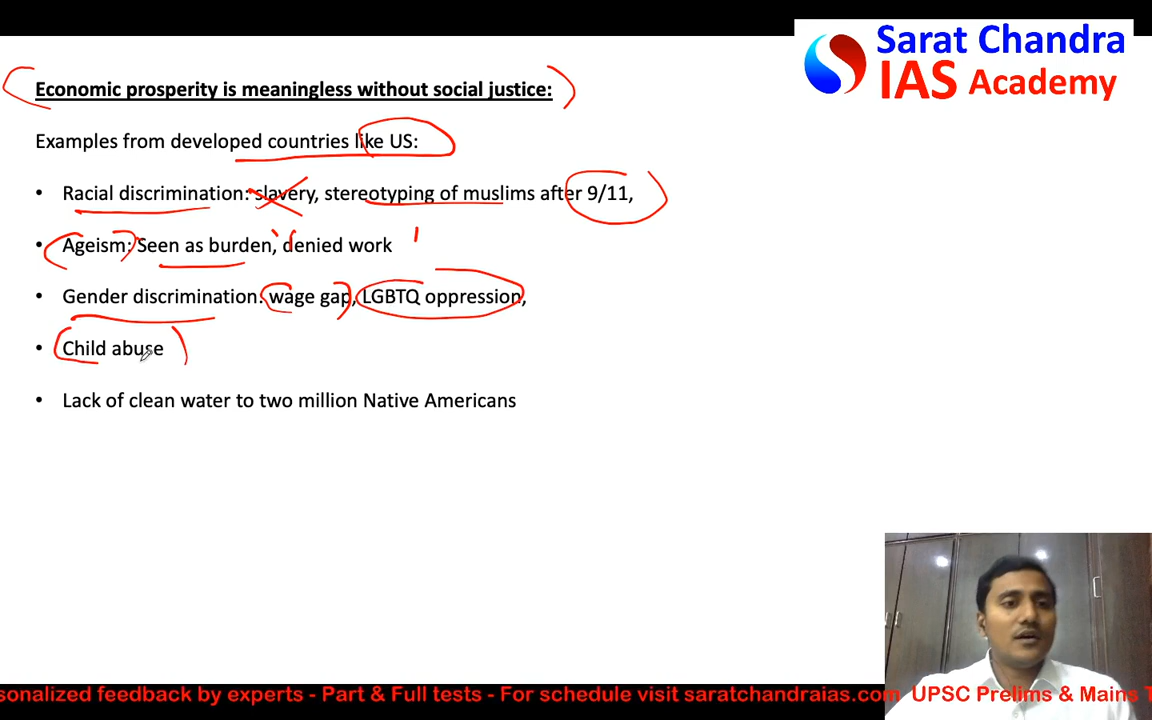 Sarat Chandra
IAS Academy
Economic prosperity is meaningless without social justice:
Examples from developed countries like US:
• Racial discrimination: slavery, stereotyping of muslims after 9/11,
• Ageism: Seen as burden, denied work
• Gender discrimination: wage gap, LGBTQ oppression,
• Child abuse
• Lack of clean water to two million Native Americans
sonalized feedback by experts - Part & Full tests - For schedule visit saratchandraias.com UPSC Prelims & Mains T